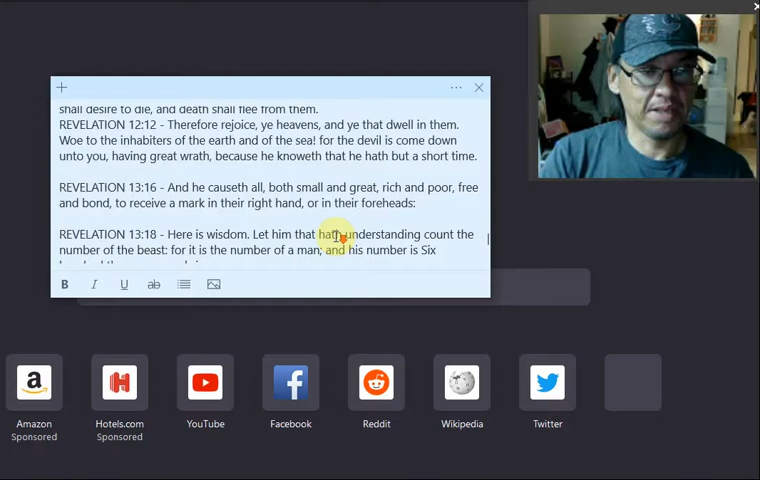 shall desire to die, and death shall flee from them.
REVELATION 12:12 - Therefore rejoice, ye heavens, and ye that dwell in them.
Woe to the inhabiters of the earth and of the sea! for the devil is come down
unto you, having great wrath, because he knoweth that he hath but a short time.
REVELATION 13:16 - And he causeth all, both small and great, rich and poor, free
and bond, to receive a mark in their right hand, or in their foreheads:
REVELATION 13:18 - Here is wisdom. Let him that hath understanding count the
number of the beast: for it is the number of a man; and his number is Six
B I U ab
Amazon
Sponsored
Hotels.com
Sponsored
YouTube
Facebook
Reddit
Wikipedia
Twitter